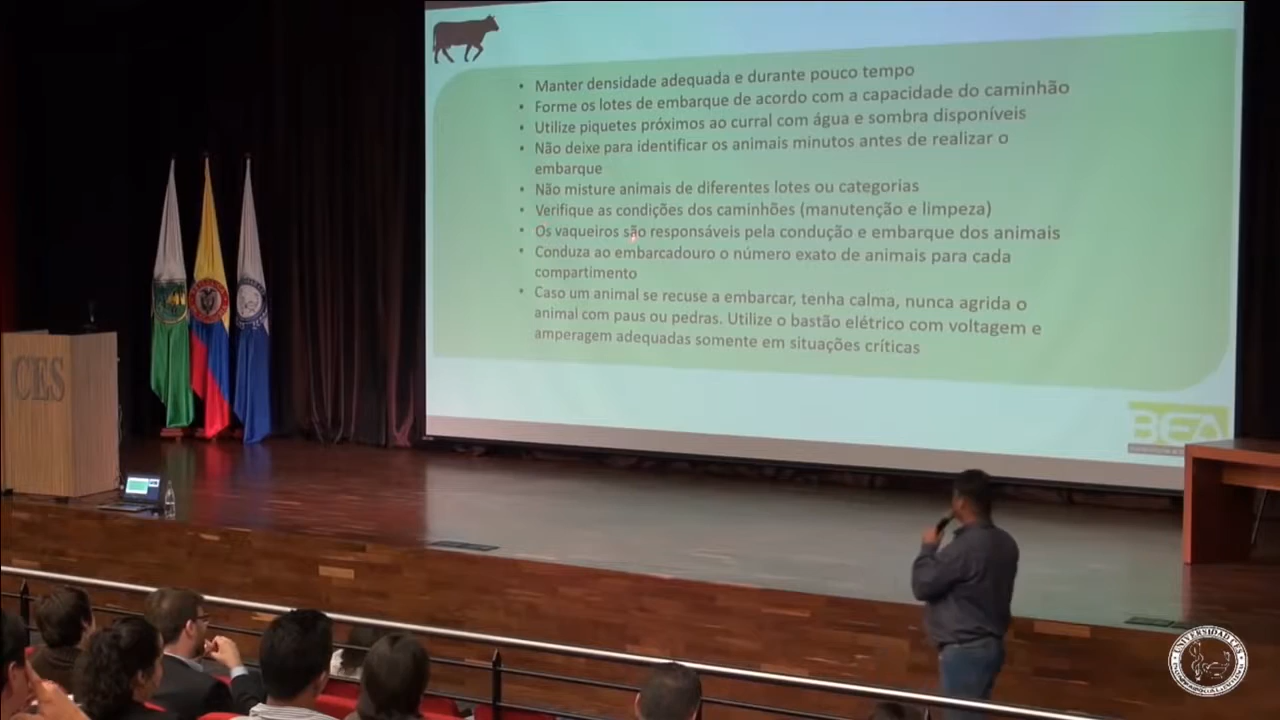 • Manter densidade adequada e durante pouco tempo
• Forme os lotes de embarque de acordo com a capacidade do caminhão
• Utilize piquetes próximos ao curral com água e sombra disponíveis
• Não deixe para identificar os animais minutos antes de realizar o
embarque
• Não misture animais de diferentes lotes ou categorias
• Verifique as condições dos caminhões (manutenção e limpeza)
• Os vaqueiros são responsáveis pela condução e embarque dos animais
• Conduza ao embarcadouro o número exato de animais para cada
compartimento
• Caso um animal se recuse a embarcar, tenha calma, nunca agrida o
animal com paus ou pedras. Utilize o bastão elétrico com voltagem e
amperagem adequadas somente em situações críticas
BEA
CES
UNIVERSIDAD CES